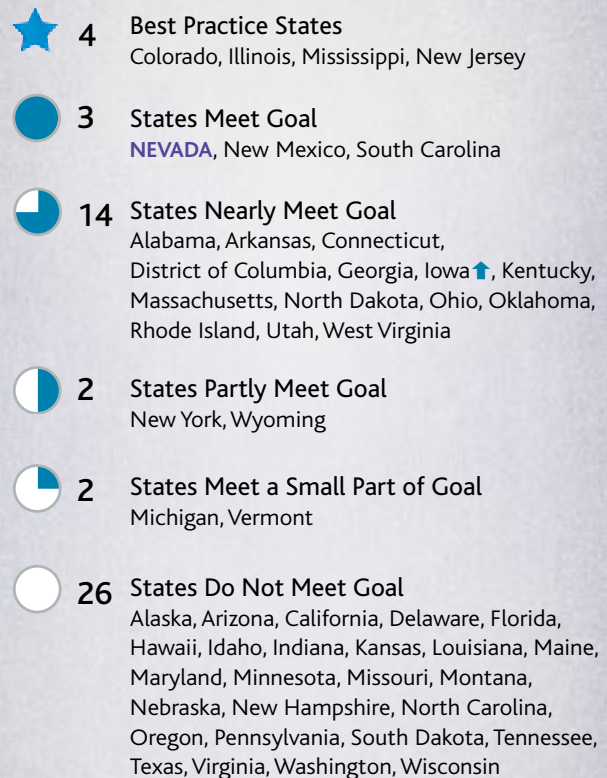 4 Best Practice States
Colorado, Illinois, Mississippi, New Jersey
3 States Meet Goal
NEVADA, New Mexico, South Carolina
14 States Nearly Meet Goal
Alabama, Arkansas, Connecticut,
District of Columbia, Georgia, Iowa⬆, Kentucky,
Massachusetts, North Dakota, Ohio, Oklahoma,
Rhode Island, Utah, West Virginia
2 States Partly Meet Goal
New York, Wyoming
2 States Meet a Small Part of Goal
Michigan, Vermont
26 States Do Not Meet Goal
Alaska, Arizona, California, Delaware, Florida,
Hawaii, Idaho, Indiana, Kansas, Louisiana, Maine,
Maryland, Minnesota, Missouri, Montana,
Nebraska, New Hampshire, North Carolina,
Oregon, Pennsylvania, South Dakota, Tennessee,
Texas, Virginia, Washington, Wisconsin